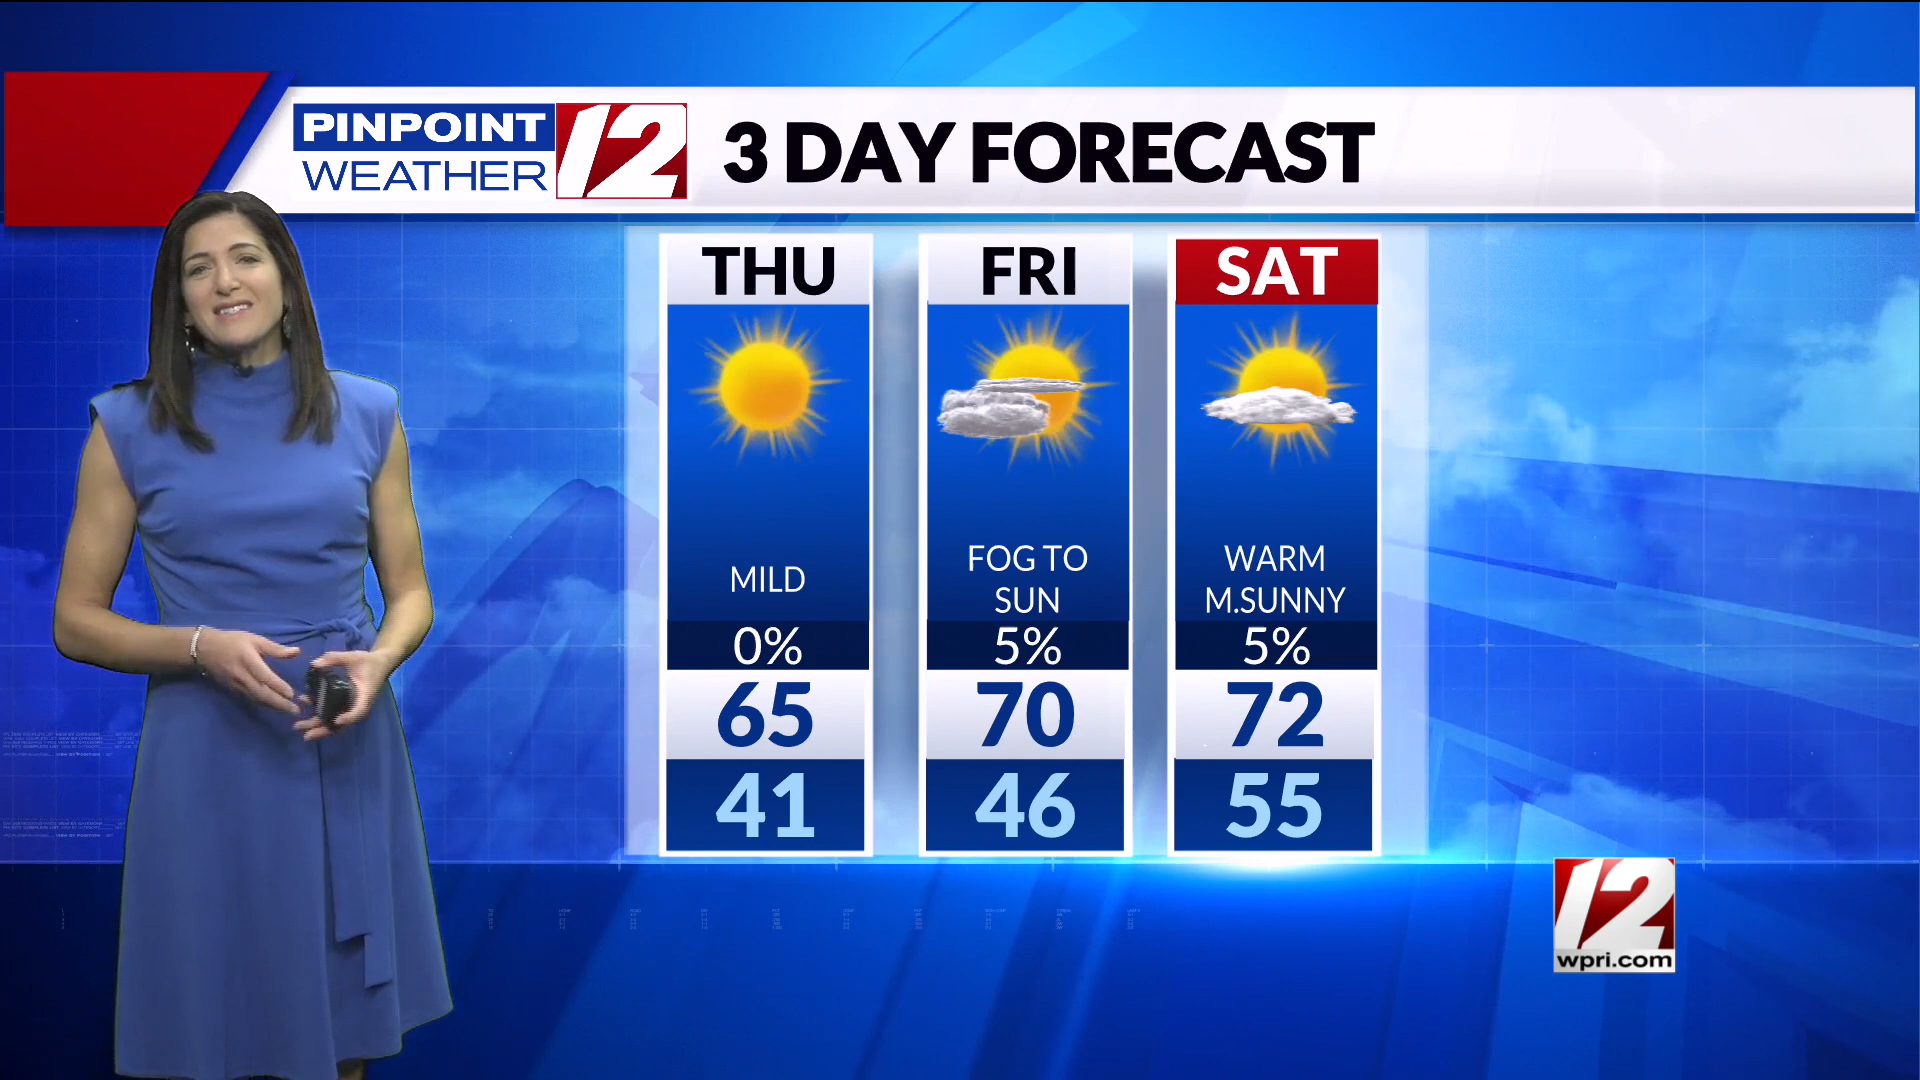 PINPOINT
WEATHER
12
3 DAY FORECAST
THU
MILD
0%
65
41
FRI
FOG TO
SUN
5%
70
46
SAT
WARM
M.SUNNY
5%
72
55
12
wpri.com